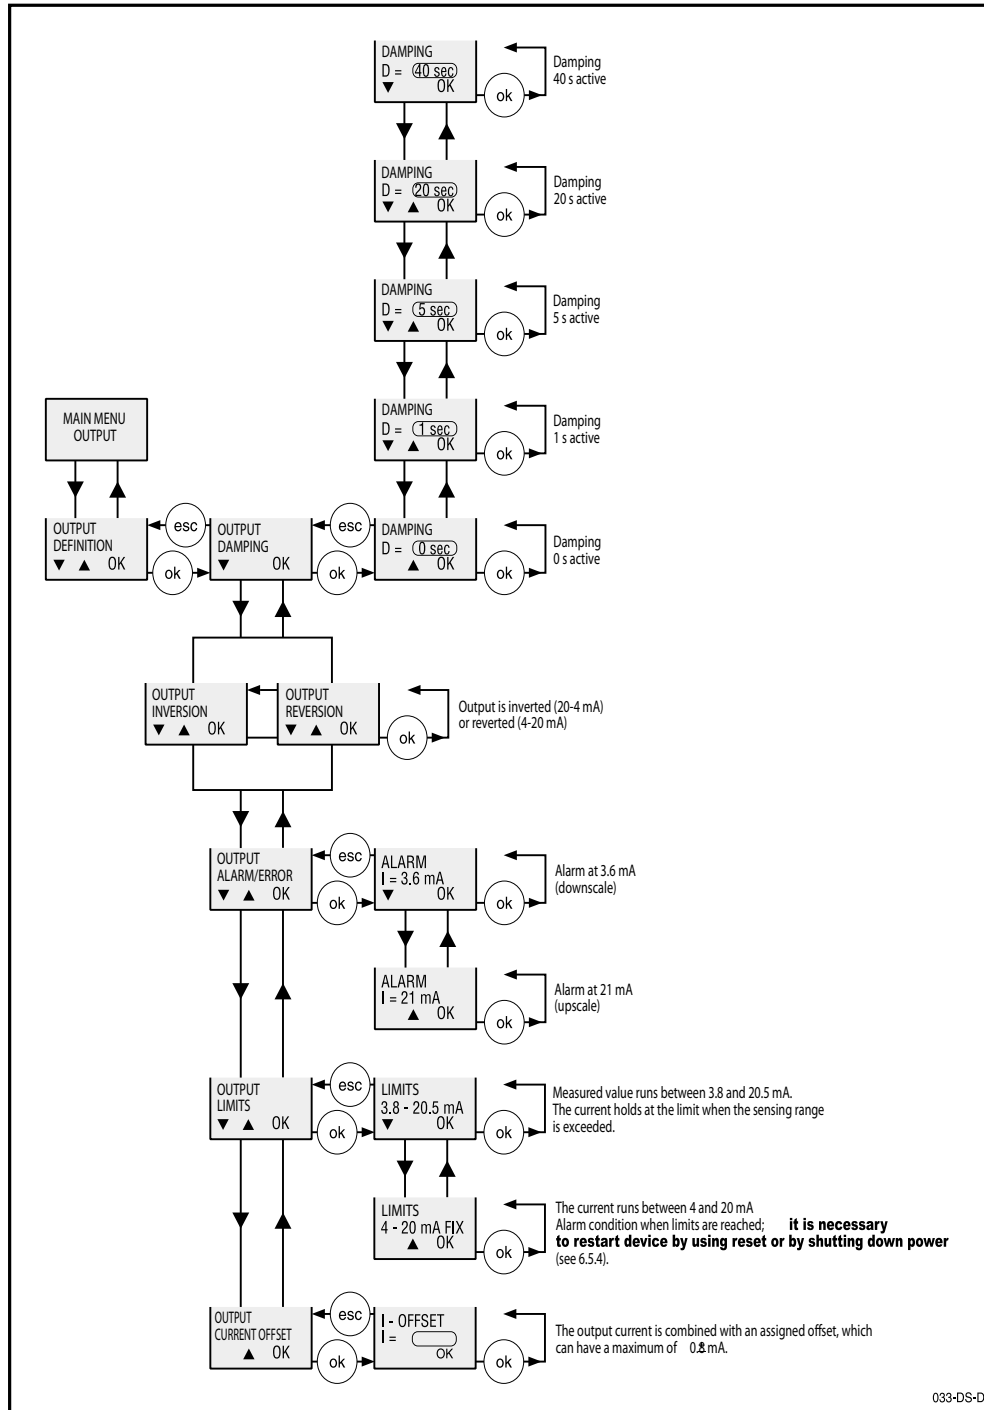 DAMPING
D = 40 sec
▼ OK
ok
Damping
40 s active
DAMPING
D = 20 sec
▼ ▲ OK
ok
Damping
20 s active
DAMPING
D = 5 sec
▼ ▲ OK
ok
Damping
5 s active
DAMPING
D = 1 sec
▼ ▲ OK
ok
Damping
1 s active
MAIN MENU
OUTPUT
OUTPUT
DEFINITION
▼ ▲ OK
esc
ok
OUTPUT
DAMPING
▼ OK
esc
ok
DAMPING
D = 0 sec
▲ OK
ok
Damping
0 s active
OUTPUT
INVERSION
▼ ▲ OK
OUTPUT
REVERSION
▼ ▲ OK
ok
Output is inverted (20-4 mA)
or reverted (4-20 mA)
OUTPUT
ALARM/ERROR
▼ ▲ OK
esc
ok
ALARM
I = 3.6 mA
▼ OK
ok
Alarm at 3.6 mA
(downscale)
ALARM
I = 21 mA
▲ OK
ok
Alarm at 21 mA
(upscale)
OUTPUT
LIMITS
▼ ▲ OK
esc
ok
LIMITS
3.8 - 20.5 mA
▼ OK
ok
Measured value runs between 3.8 and 20.5 mA.
The current holds at the limit when the sensing range
is exceeded.
LIMITS
4 - 20 mA FIX
▲ OK
ok
The current runs between 4 and 20 mA
Alarm condition when limits are reached; it is necessary
to restart device by using reset or by shutting down power
(see 6.5.4).
OUTPUT
CURRENT OFFSET
▲ OK
esc
ok
I - OFFSET
I =
OK
ok
The output current is combined with an assigned offset, which
can have a maximum of mA.
033-DS-D